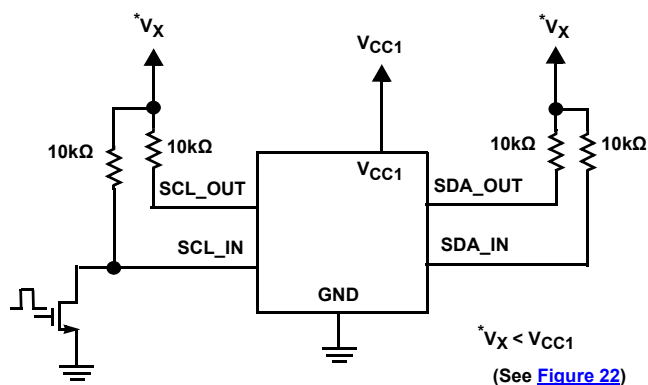 *VX
VCC1
*VX
10kΩ
10kΩ
10kΩ
10kΩ
VCC1
SCL_OUT
SDA_OUT
SCL_IN
SDA_IN
GND
*VX < VCC1
(See Figure 22)